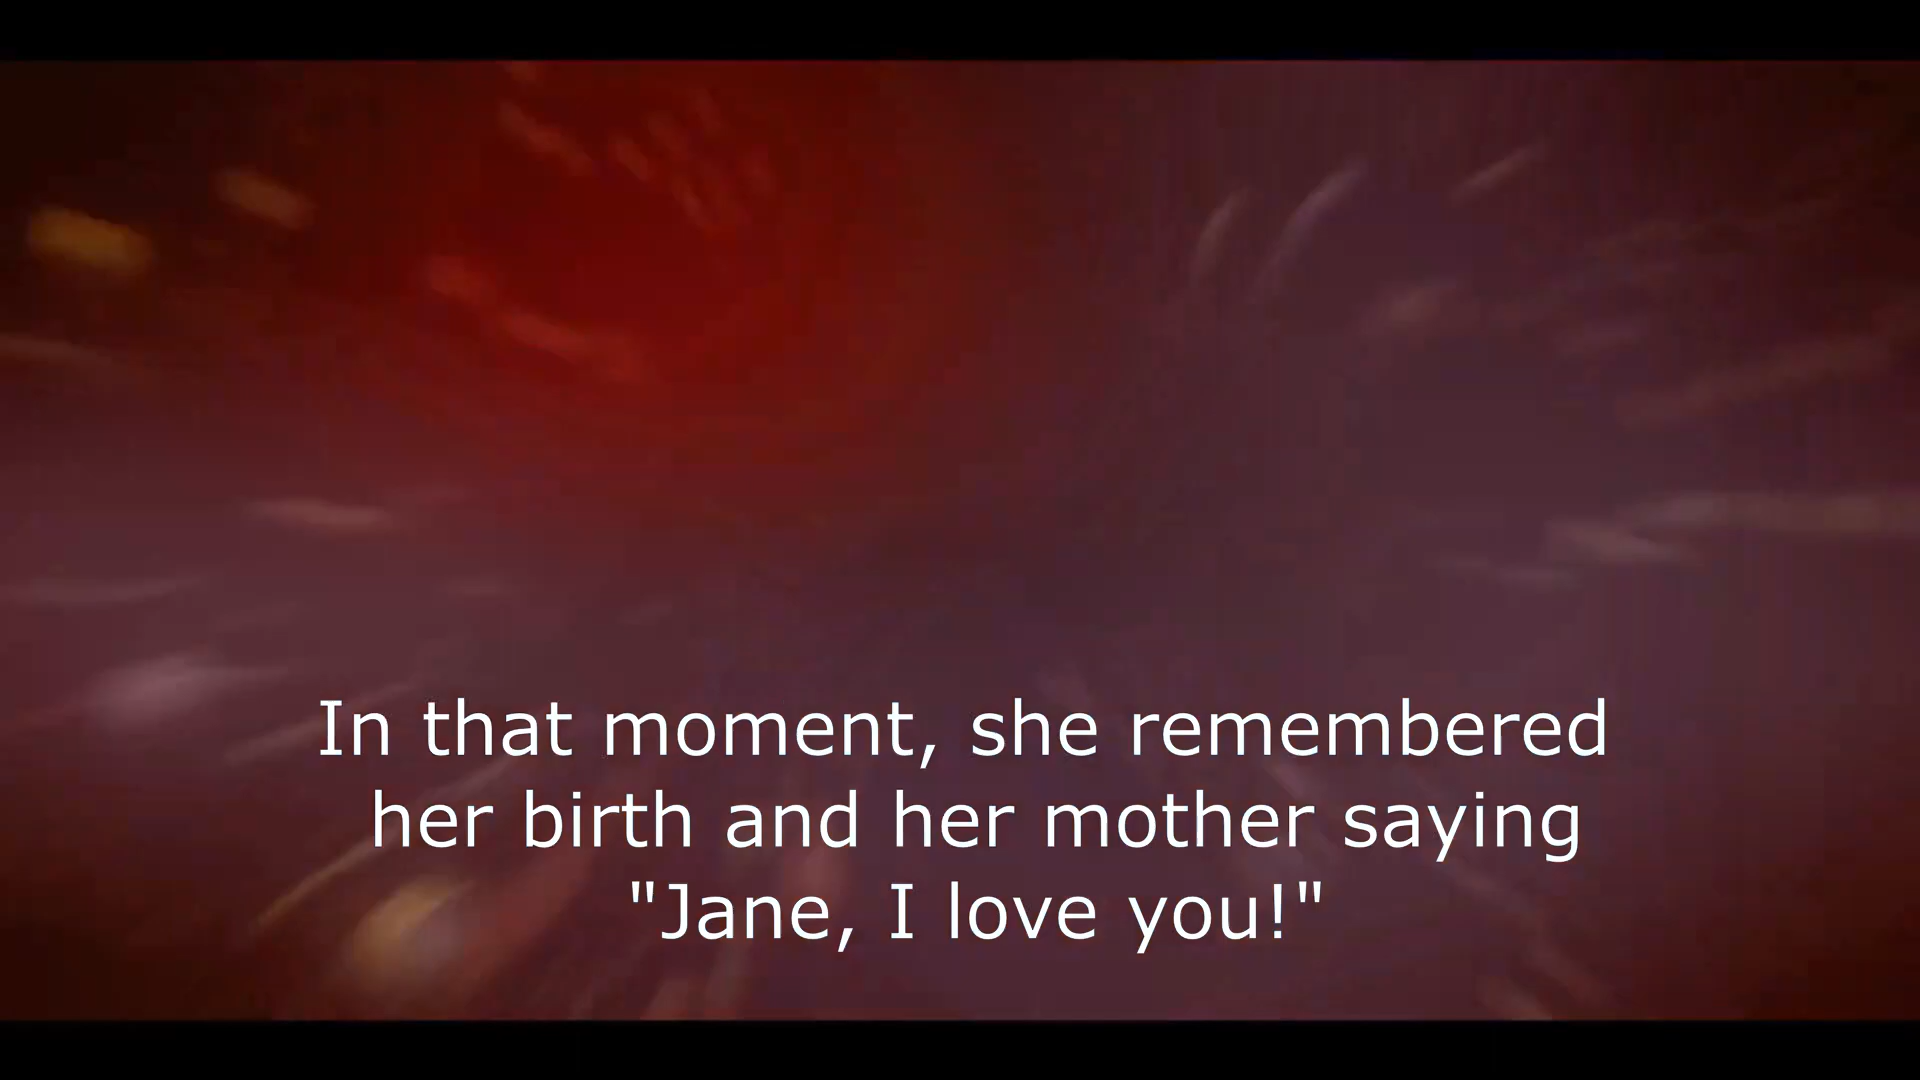 In that moment, she remembered
her birth and her mother saying
"Jane, I love you!"